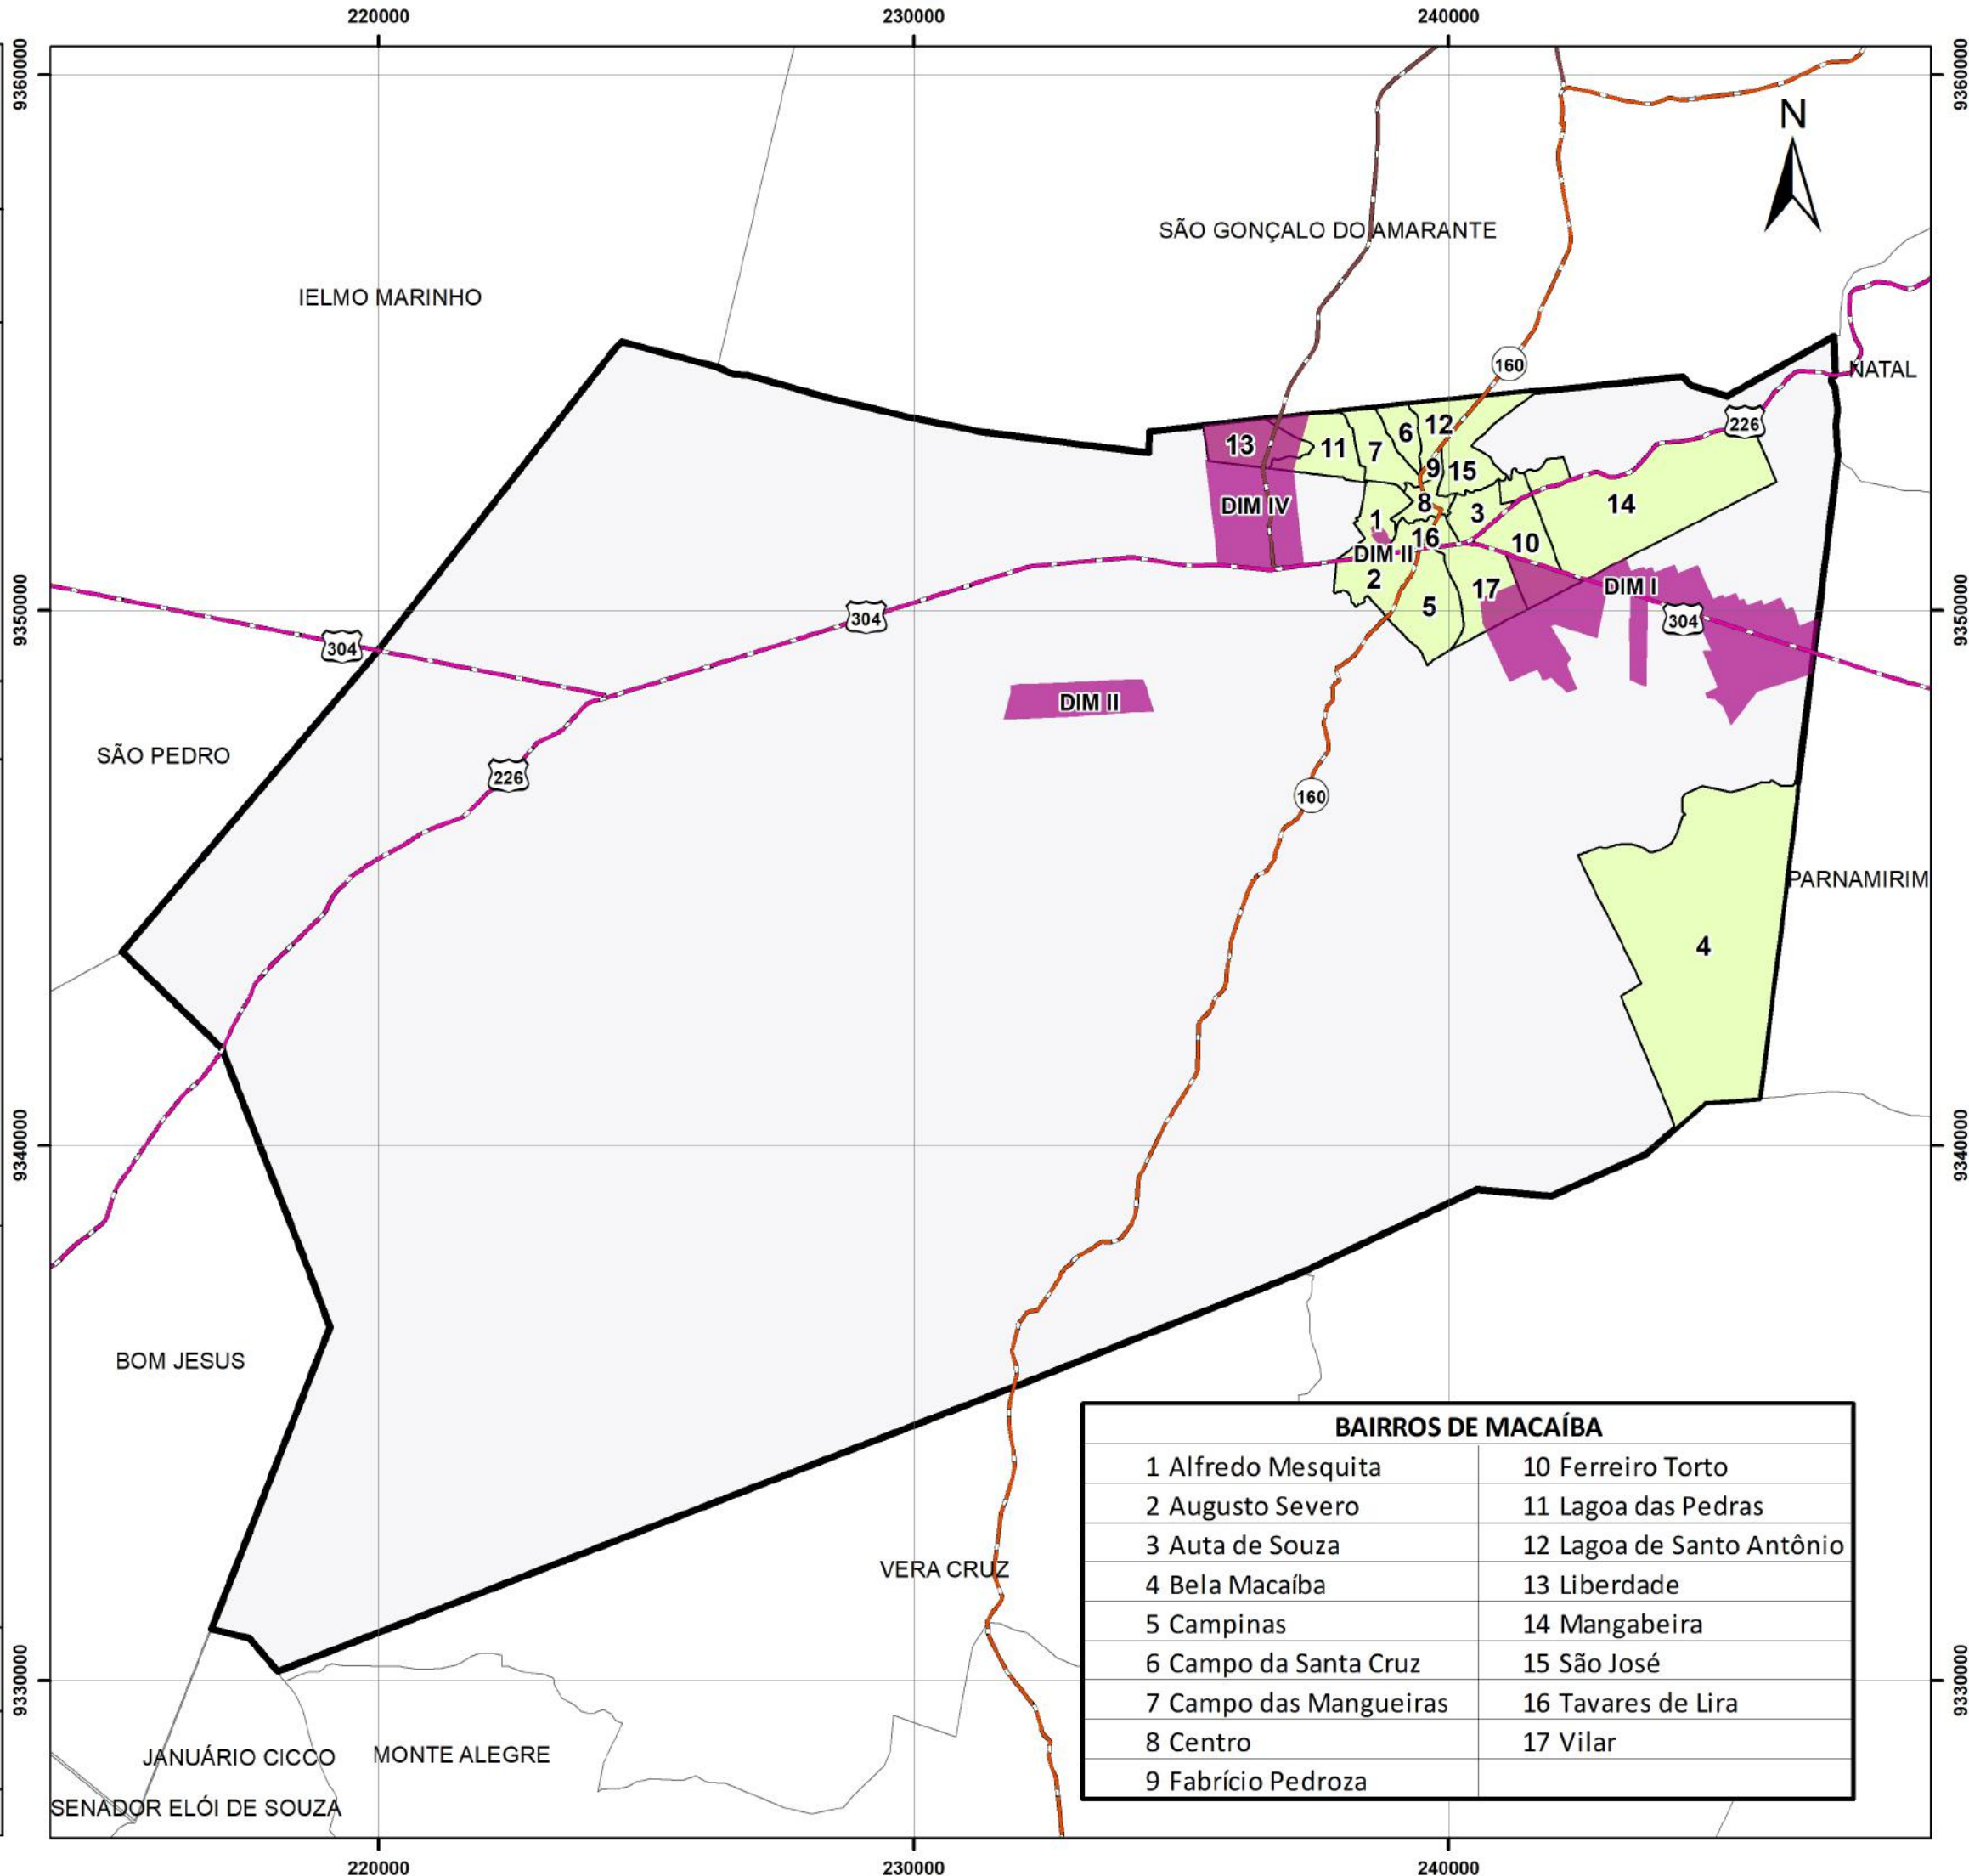 220000
230000
240000
9360000
9360000
N
SÃO GONÇALO DO AMARANTE
IELMO MARINHO
160
NATAL
226
12
6
13
11
7
9
15
DIM IV
8
14
3
1
16
10
DIM II
2
DIM I
17
5
304
304
304
9350000
9350000
DIM II
SÃO PEDRO
226
160
PARNAMIRIM
4
9340000
9340000
BOM JESUS
VERA CRUZ
BAIRROS DE MACAÍBA
1 Alfredo Mesquita
10 Ferreiro Torto
2 Augusto Severo
11 Lagoa das Pedras
3 Auta de Souza
12 Lagoa de Santo Antônio
4 Bela Macaíba
13 Liberdade
5 Campinas
14 Mangabeira
6 Campo da Santa Cruz
15 São José
7 Campo das Mangueiras
16 Tavares de Lira
8 Centro
17 Vilar
9 Fabrício Pedroza
9330000
9330000
JANUÁRIO CICCO
MONTE ALEGRE
SENADOR ELÓI DE SOUZA
220000
230000
240000